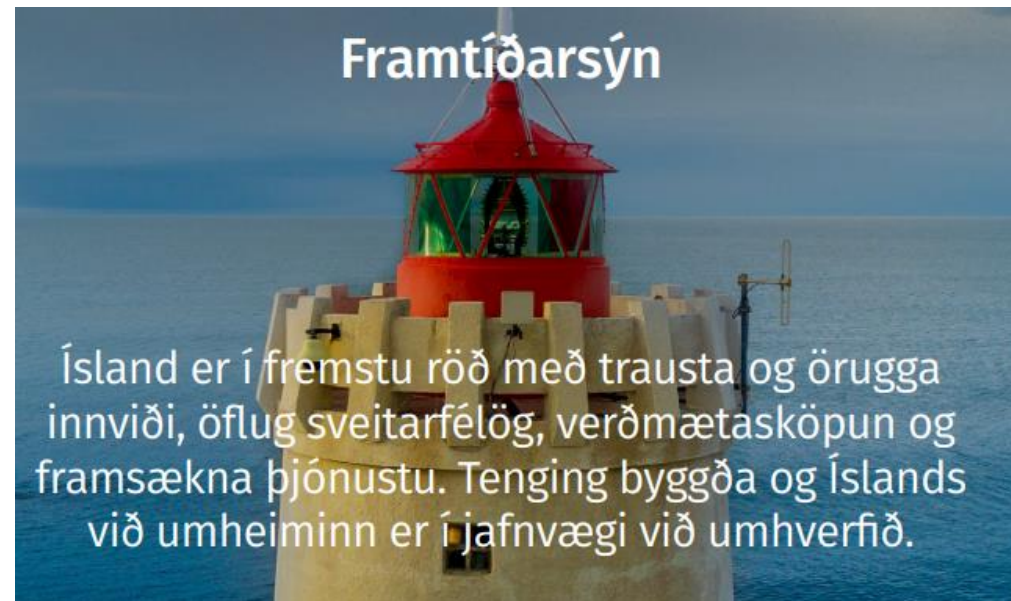 Framtíðarsýn
Ísland er í fremstu röð með trausta og örugga
innviði, öflug sveitarfélög, verðmætasköpun og
framsækna þjónustu. Tenging byggða og Íslands
við umheiminn er í jafnvægi við umhverfið.